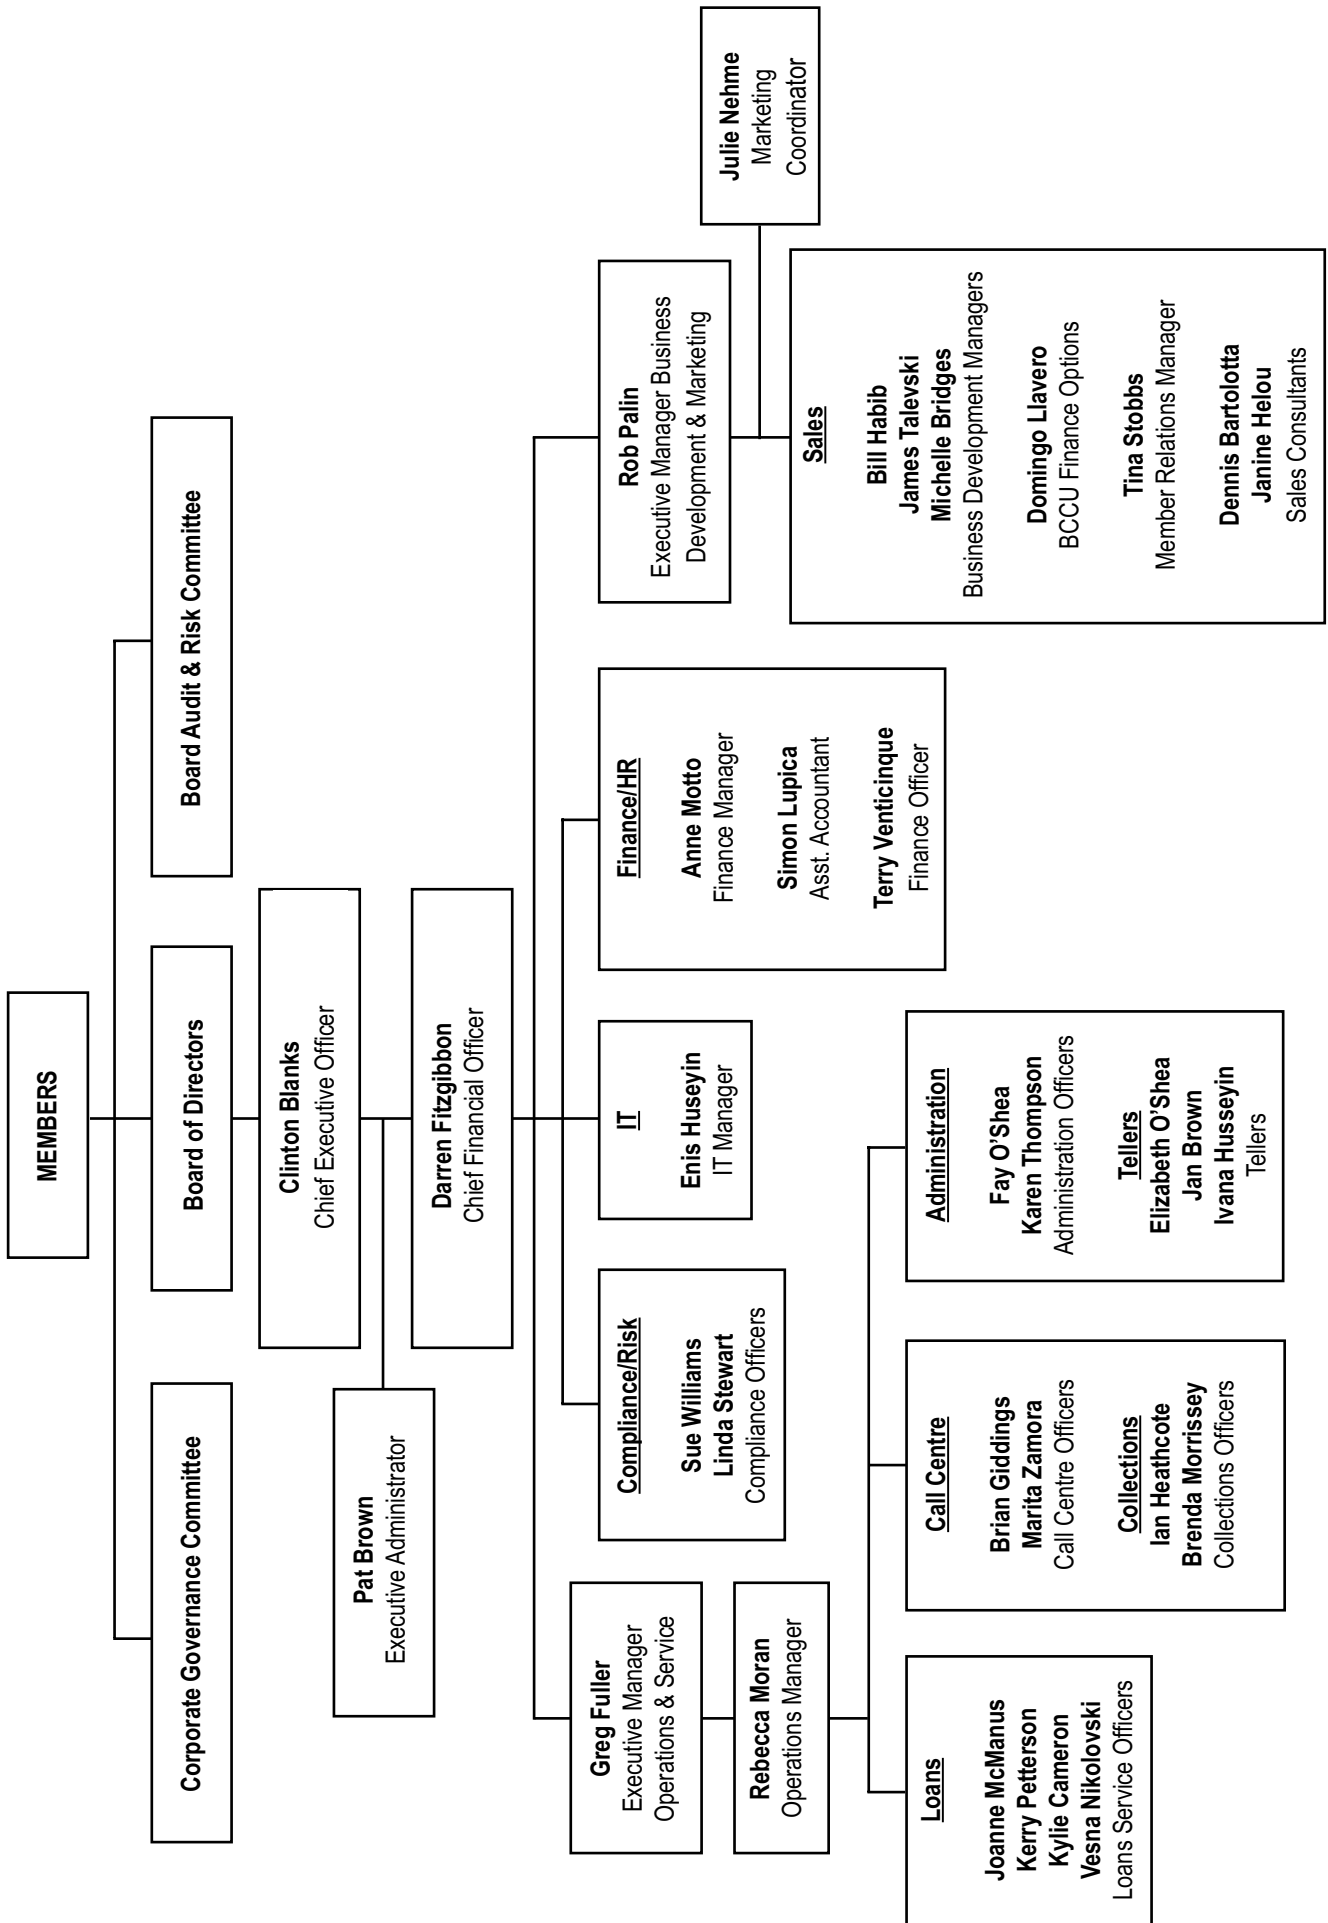 MEMBERS
Corporate Governance Committee
Board of Directors
Board Audit & Risk Committee
Clinton Blanks
Chief Executive Officer
Pat Brown
Executive Administrator
Darren Fitzgibbon
Chief Financial Officer
Greg Fuller
Executive Manager
Operations & Service
Rebecca Moran
Operations Manager
Compliance/Risk
Sue Williams
Linda Stewart
Compliance Officers
IT
Enis Huseyin
IT Manager
Finance/HR
Anne Motto
Finance Manager
Simon Lupica
Asst. Accountant
Terry Venticinque
Finance Officer
Rob Palin
Executive Manager Business
Development & Marketing
Julie Nehme
Marketing
Coordinator
Loans
Joanne McManus
Kerry Petterson
Kylie Cameron
Vesna Nikolovski
Loans Service Officers
Call Centre
Brian Giddings
Marita Zamora
Call Centre Officers
Collections
Ian Heathcote
Brenda Morrissey
Collections Officers
Administration
Fay O’Shea
Karen Thompson
Administration Officers
Tellers
Elizabeth O’Shea
Jan Brown
Ivana Husseyin
Tellers
Sales
Bill Habib
James Talevski
Michelle Bridges
Business Development Managers
Domingo Llavero
BCCU Finance Options
Tina Stobbs
Member Relations Manager
Dennis Bartolotta
Janine Helou
Sales Consultants